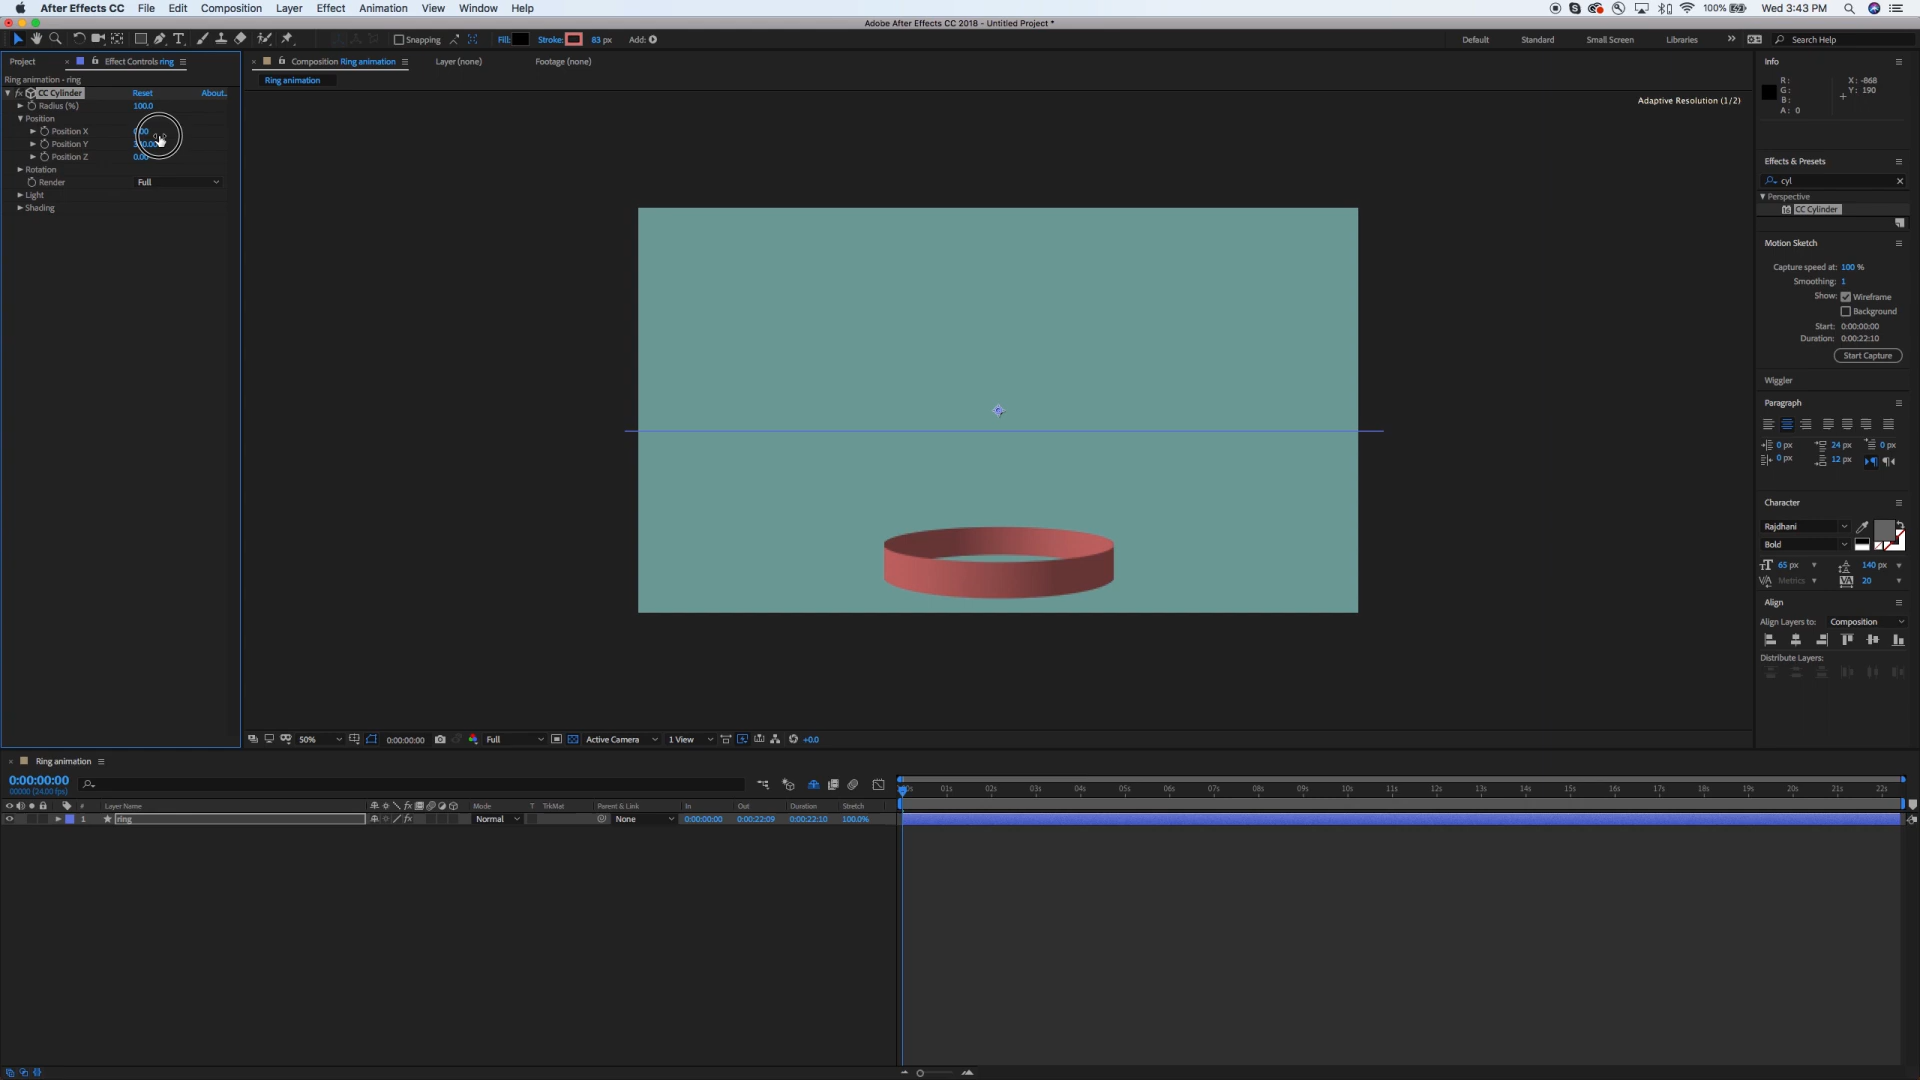 After Effects CC File Edit Composition Layer Effect Animation View Window Help
100% Wed 3:43 PM
Adobe After Effects CC 2018 - Untitled Project *
Snapping Fill: Stroke: 83 px Add: Default Standard Small Screen Libraries Search Help
Project Effect Controls ring Composition Ring animation Layer (none) Footage (none)
Ring animation - ring
Ring animation
fx CC Cylinder Reset About..
Radius (%) 100.0
Position
Position X
Position Y
Position Z 0.00
Rotation
Render Full
Light
Shading
Adaptive Resolution (1/2)
Info
R: X: -868
G: Y: 190
B:
A: 0
Effects & Presets
cyl
Perspective
CC Cylinder
Motion Sketch
Capture speed at: 100 %
Smoothing: 1
Show: Wireframe
Background
Start: 0:00:00:00
Duration: 0:00:22:10
Start Capture
Wiggler
Paragraph
0 px 24 px 0 px
0 px 12 px
Character
Rajdhani
Bold
65 px 140 px
Metrics 20
Align
Align Layers to: Composition
Distribute Layers:
50% 0:00:00:00 Full Active Camera 1 View +0.0
Ring animation
0:00:00:00
00000 (24.00 fps)
# Layer Name fx Mode T TrkMat Parent & Link In Out Duration Stretch
1 ring fx Normal None 0:00:00:00 0:00:22:09 0:00:22:10 100.0%
01s 02s 03s 04s 05s 06s 07s 08s 09s 10s 11s 12s 13s 14s 15s 16s 17s 18s 19s 20s 21s 22s